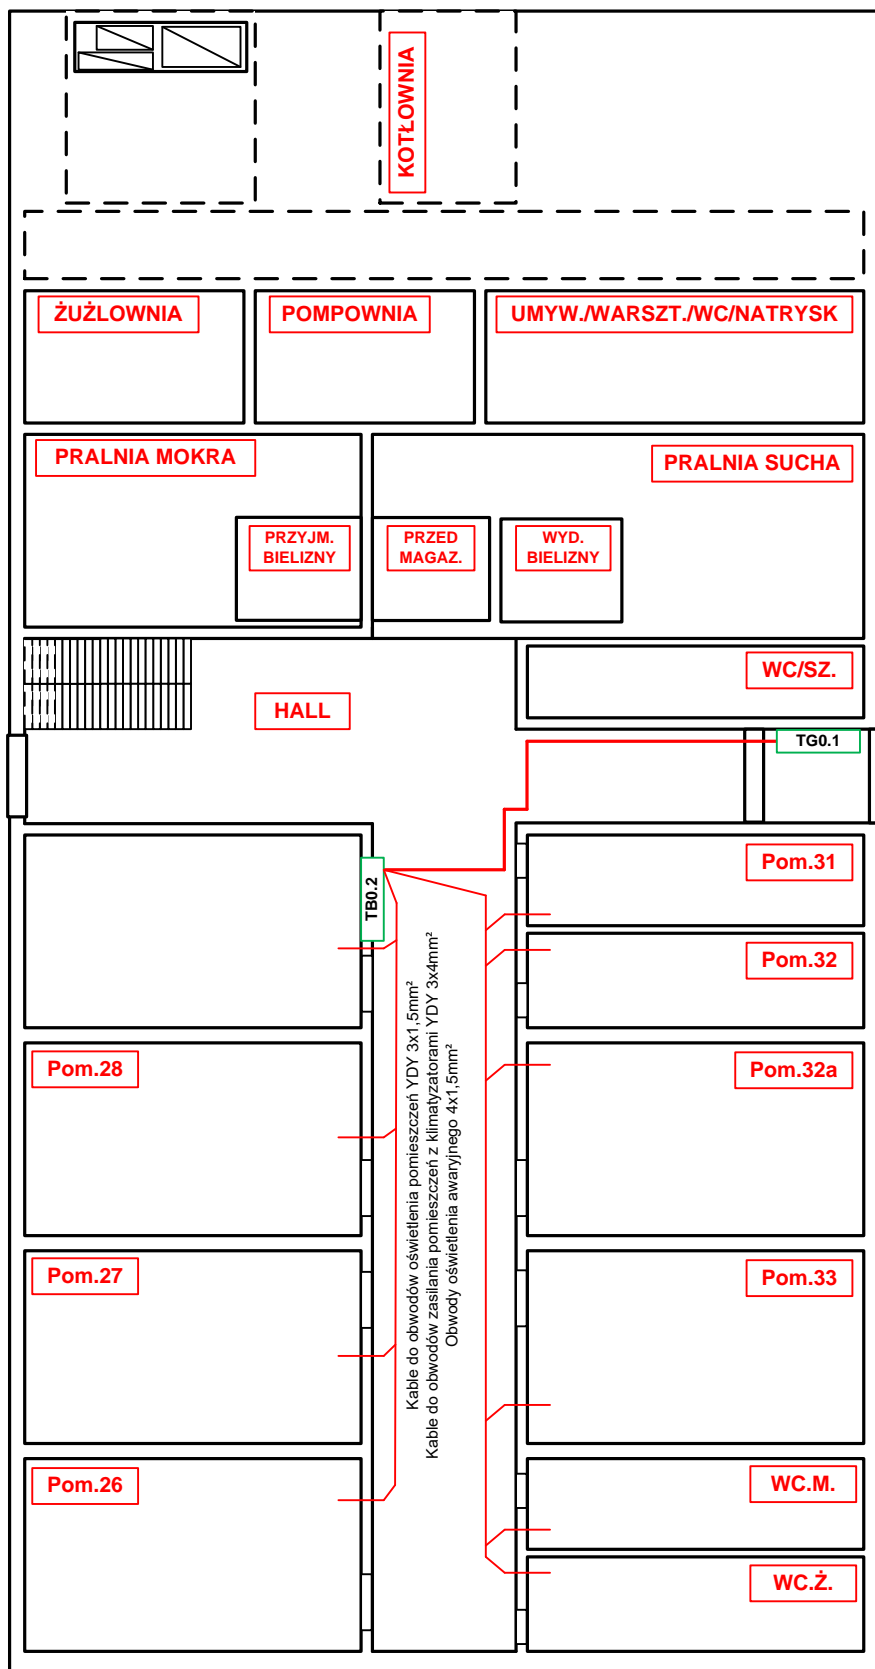 KOTŁOWNIA
ŻUŻLOWNIA
POMPOWNIA
UMYW./WARSZT./WC/NATRYSK
PRALNIA MOKRA
PRALNIA SUCHA
PRZYJM.
BIELIZNY
PRZED
MAGAZ.
WYD.
BIELIZNY
WC/SZ.
HALL
TG0.1
TB0.2
Pom.31
Pom.32
Pom.28
Pom.32a
Kable do obwodów oświetlenia pomieszczeń YDY 3x1,5mm²
Kable do obwodów zasilania pomieszczeń z klimatyzatorami YDY 3x4mm²
Obwody oświetlenia awaryjnego 4x1,5mm²
Pom.27
Pom.33
Pom.26
WC.M.
WC.Ż.